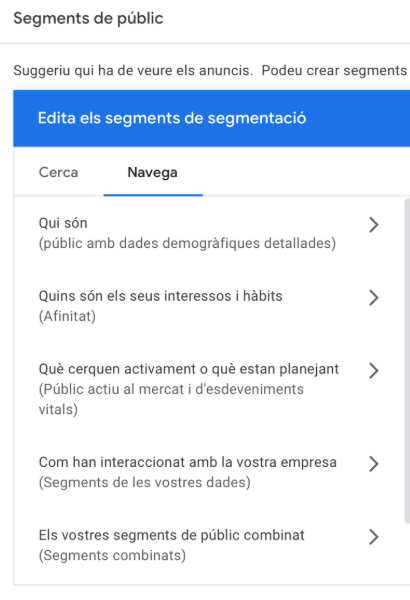 Segments de públic
Suggeriu qui ha de veure els anuncis.  Podeu crear segments
Edita els segments de segmentació
Cerca
Navega
Qui són
(públic amb dades demogràfiques detallades)
Quins són els seus interessos i hàbits
(Afinitat)
Què cerquen activament o què estan planejant
(Públic actiu al mercat i d'esdeveniments
vitals)
Com han interaccionat amb la vostra empresa
(Segments de les vostres dades)
Els vostres segments de públic combinat
(Segments combinats)